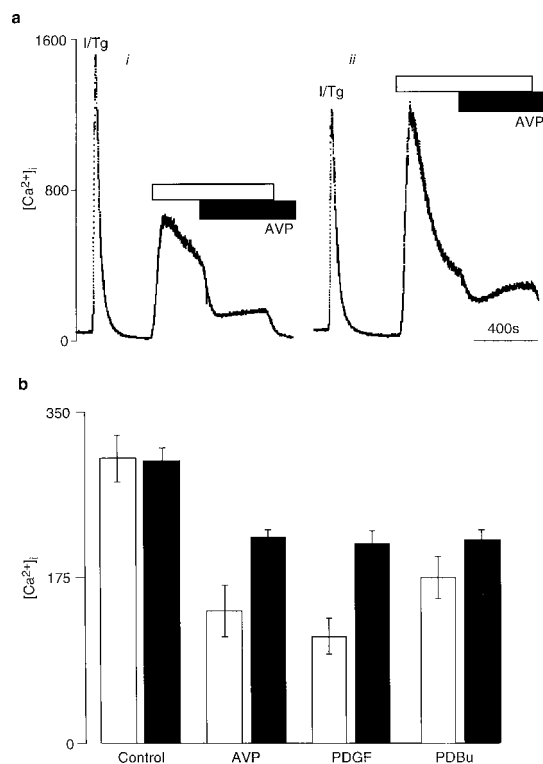 a
1600
800
0
[Ca²⁺]ᵢ
I/Tg
i
AVP
I/Tg
ii
AVP
400s
b
350
175
0
[Ca²⁺]ᵢ
Control
AVP
PDGF
PDBu